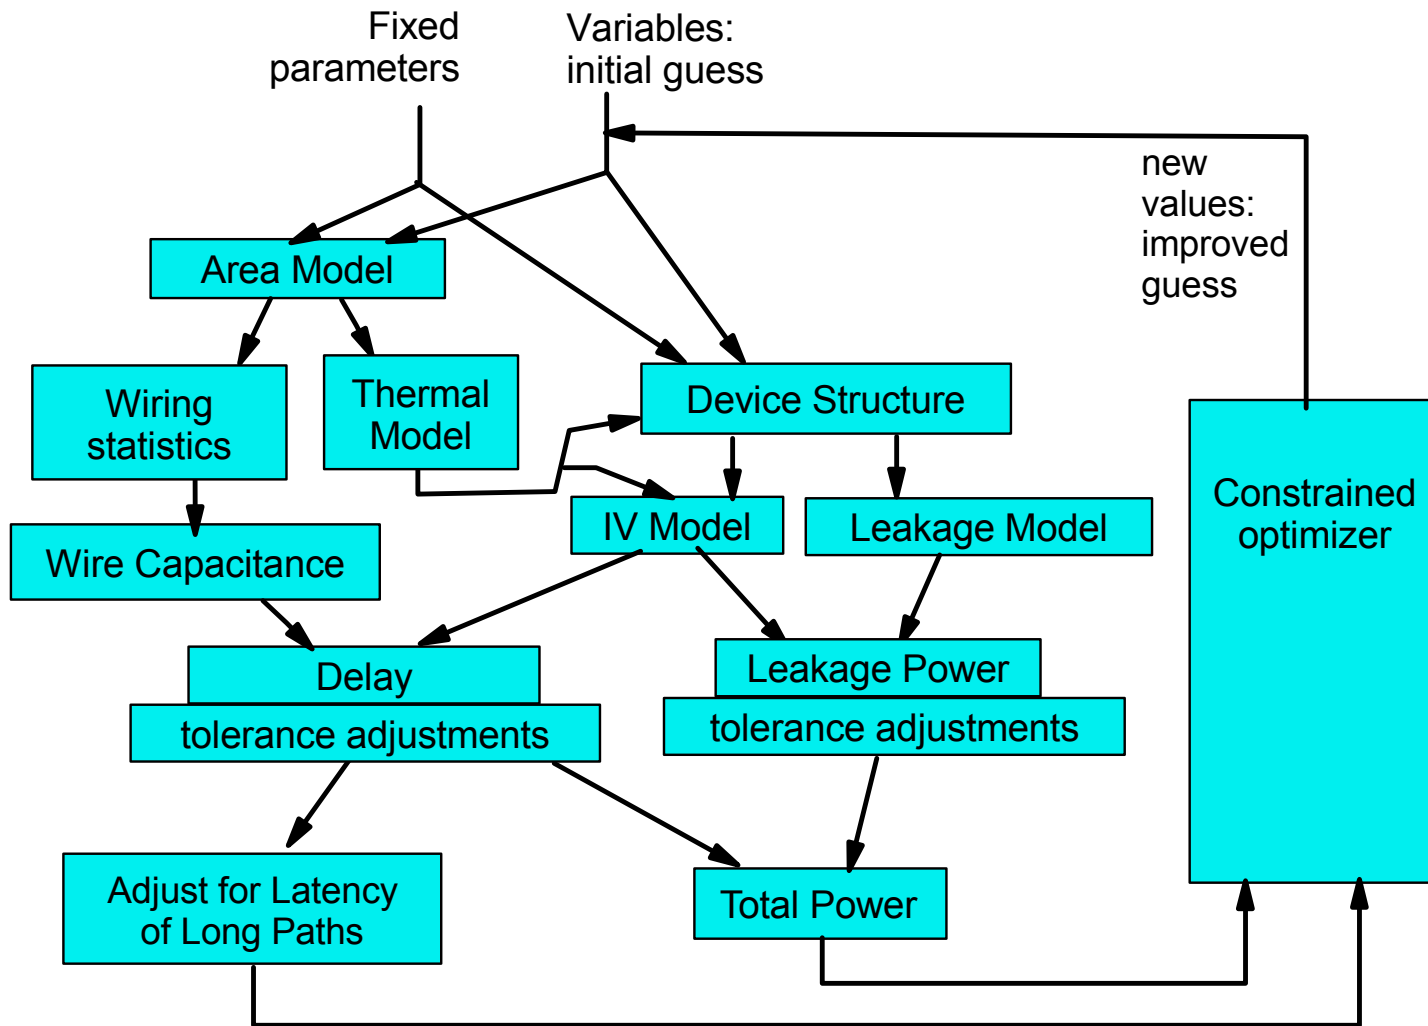 Fixed
parameters
Variables:
initial guess
new
values:
improved
guess
Area Model
Wiring
statistics
Thermal
Model
Device Structure
Constrained
optimizer
IV Model
Leakage Model
Wire Capacitance
Delay
tolerance adjustments
Leakage Power
tolerance adjustments
Adjust for Latency
of Long Paths
Total Power